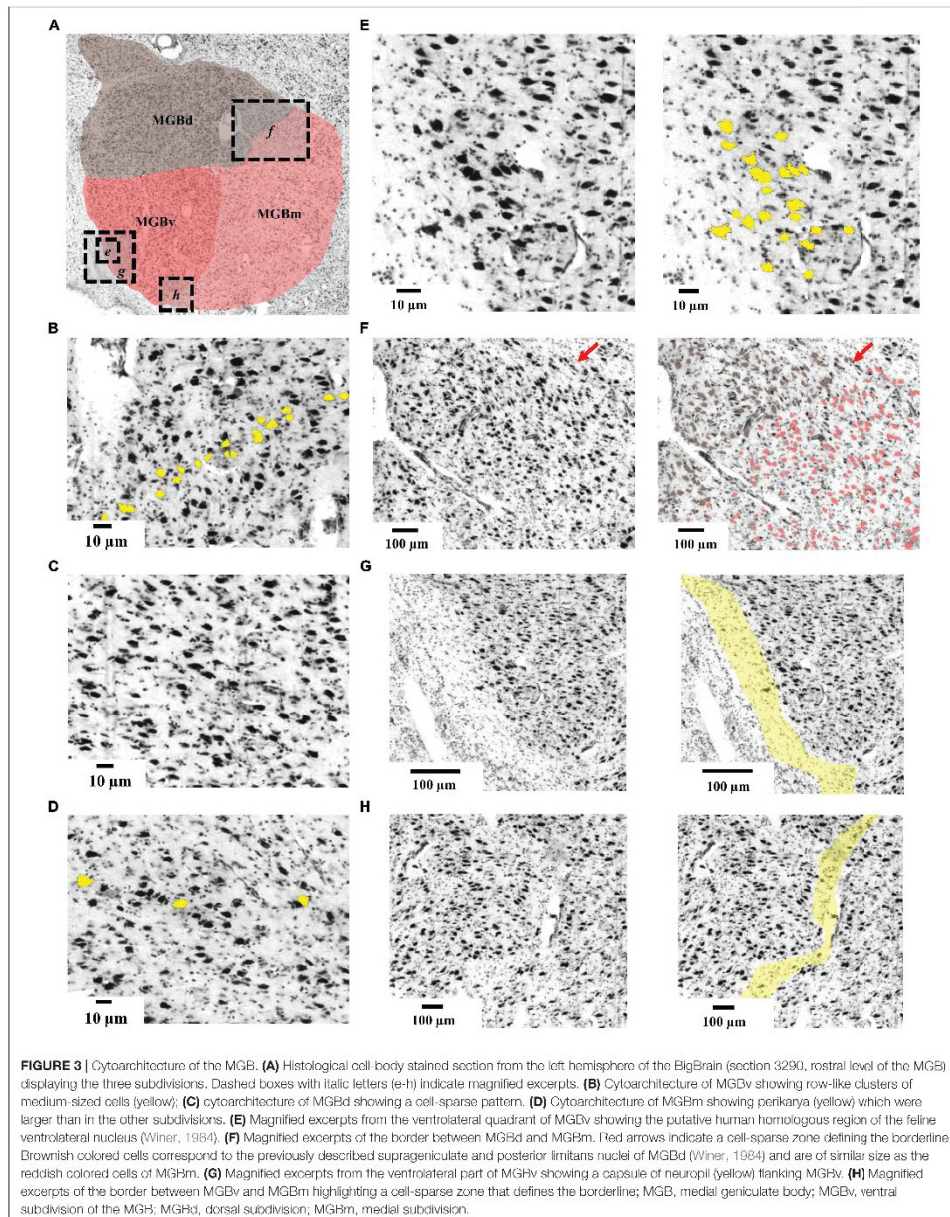 A
E
MGBd
f
MGBv
MGBm
e
g
h
10 µm
10 µm
B
F
10 µm
100 µm
100 µm
C
G
10 µm
100 µm
100 µm
D
H
10 µm
100 µm
100 µm
FIGURE 3 | Cytoarchitecture of the MGB. (A) Histological cell-body stained section from the left hemisphere of the BigBrain (section 3290, rostral level of the MGB)
displaying the three subdivisions. Dashed boxes with italic letters (e-h) indicate magnified excerpts. (B) Cytoarchitecture of MGBv showing row-like clusters of
medium-sized cells (yellow); (C) cytoarchitecture of MGBd showing a cell-sparse pattern. (D) Cytoarchitecture of MGBm showing perikarya (yellow) which were
larger than in the other subdivisions. (E) Magnified excerpts from the ventrolateral quadrant of MGBv showing the putative human homologous region of the feline
ventrolateral nucleus (Winer, 1984). (F) Magnified excerpts of the border between MGBd and MGBm. Red arrows indicate a cell-sparse zone defining the borderline.
Brownish colored cells correspond to the previously described suprageniculate and posterior limitans nuclei of MGBd (Winer, 1984) and are of similar size as the
reddish colored cells of MGBm. (G) Magnified excerpts from the ventrolateral part of MGBv showing a capsule of neuropil (yellow) flanking MGBv. (H) Magnified
excerpts of the border between MGBv and MGBm highlighting a cell-sparse zone that defines the borderline; MGB, medial geniculate body; MGBv, ventral
subdivision of the MGB; MGBd, dorsal subdivision; MGBm, medial subdivision.